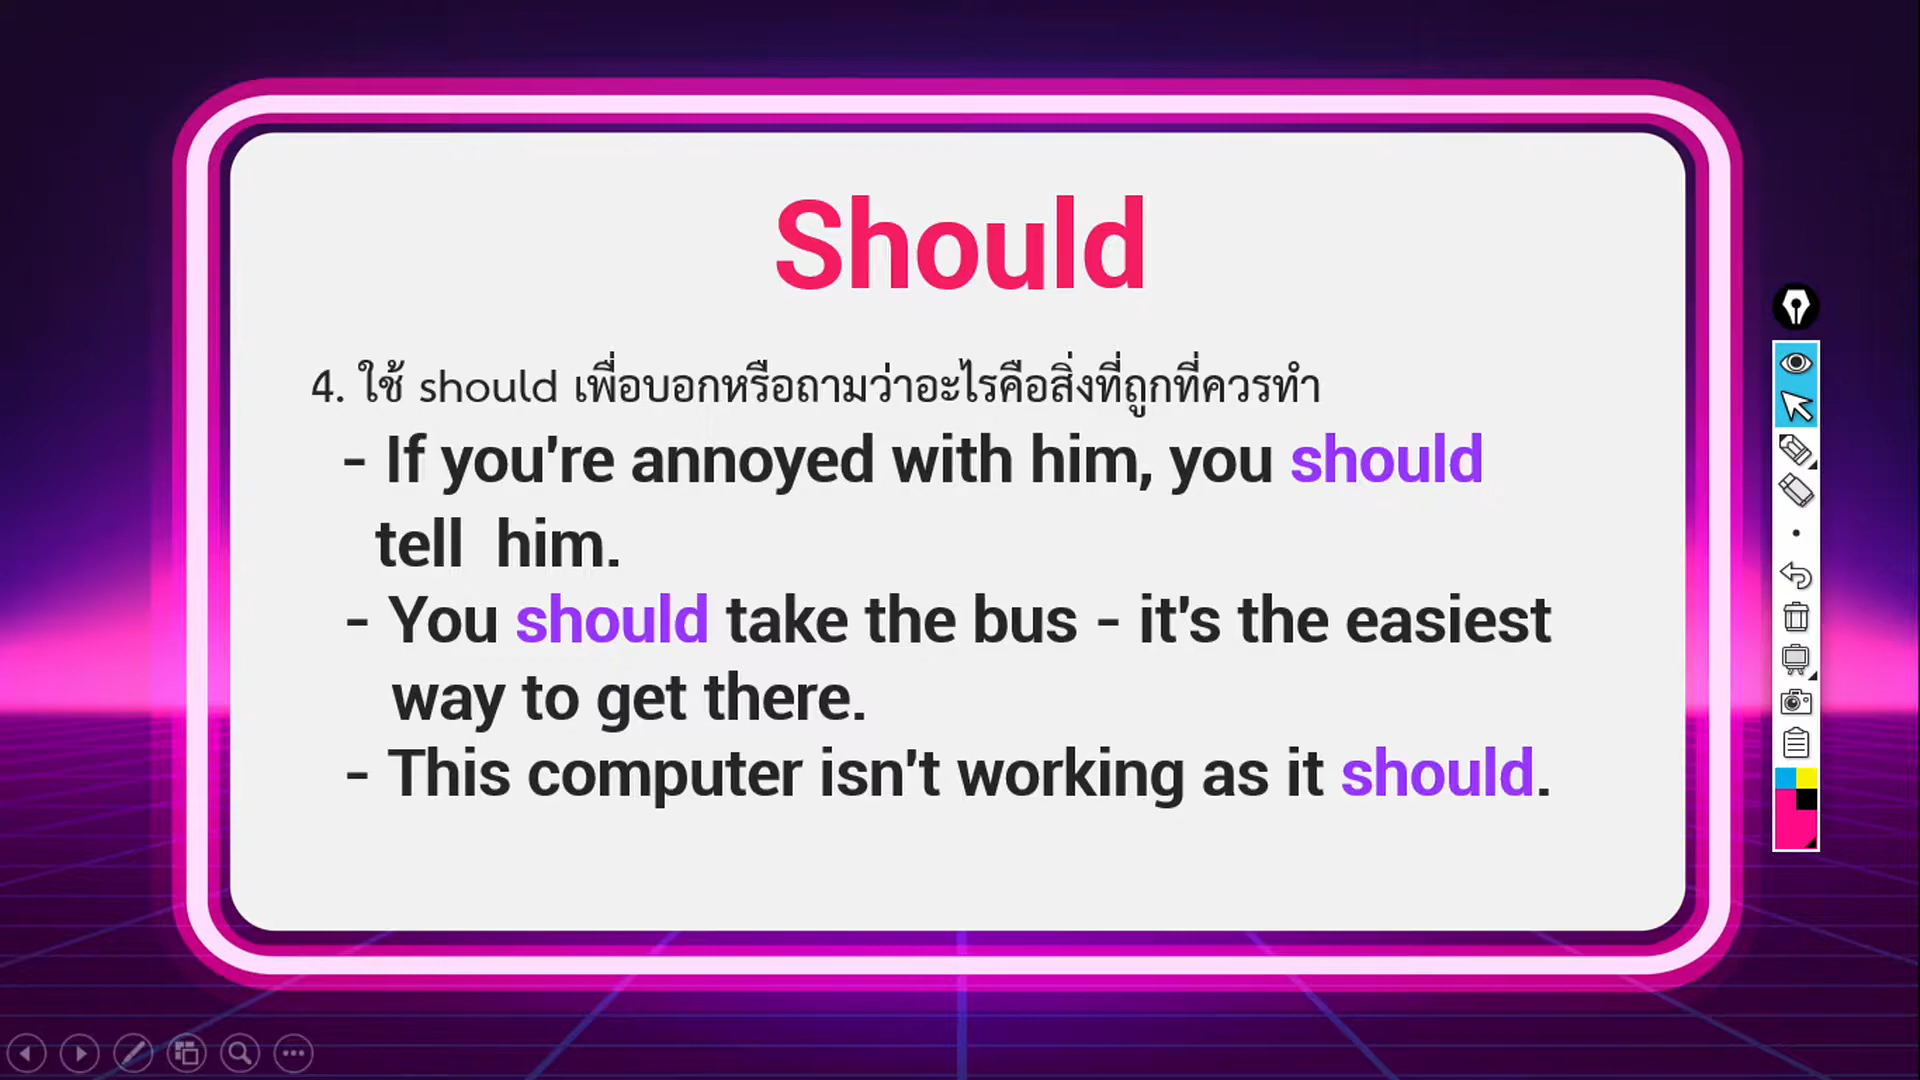 Should
4. ใช้ should เพื่อบอกหรือถามว่าอะไรคือสิ่งที่ถูกที่ควรทำ
- If you're annoyed with him, you should
tell him.
- You should take the bus - it's the easiest
way to get there.
- This computer isn't working as it should.